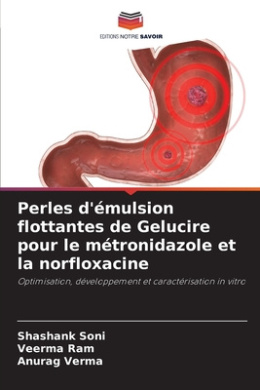 EDITIONS NOTRE SAVOIR
Perles d'émulsion
flottantes de Gelucire
pour le métronidazole et
la norfloxacine
Optimisation, développement et caractérisation in vitro
Shashank Soni
Veerma Ram
Anurag Verma